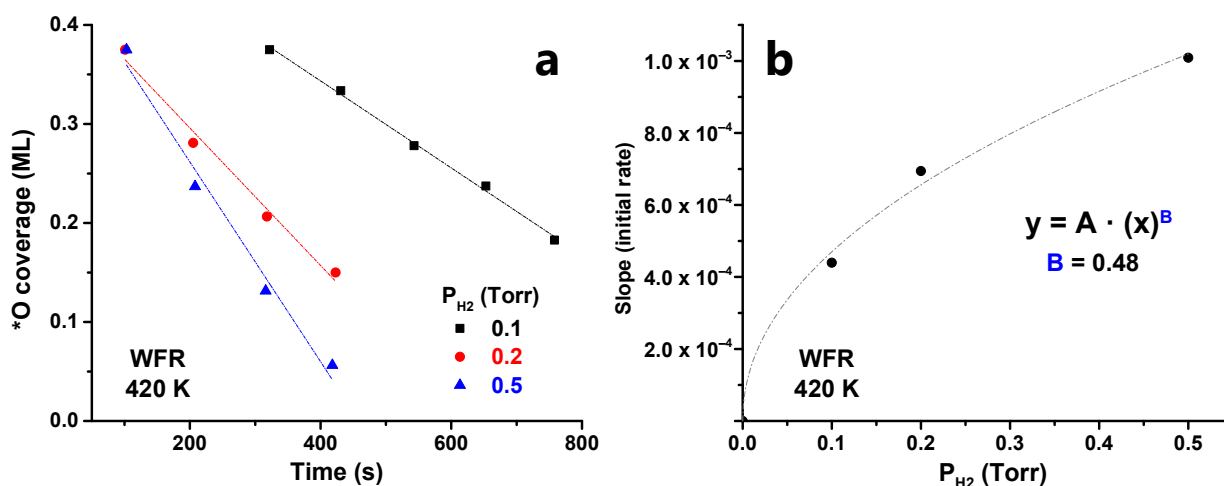 a
*O coverage (ML)
0.4
0.3
0.2
0.1
0.0
P_H2 (Torr)
0.1
0.2
0.5
WFR
420 K
200
400
600
800
Time (s)
b
Slope (initial rate)
1.0 x 10⁻³
8.0 x 10⁻⁴
6.0 x 10⁻⁴
4.0 x 10⁻⁴
2.0 x 10⁻⁴
y = A · (x)ᴮ
B = 0.48
WFR
420 K
0.0
0.1
0.2
0.3
0.4
0.5
P_H2 (Torr)